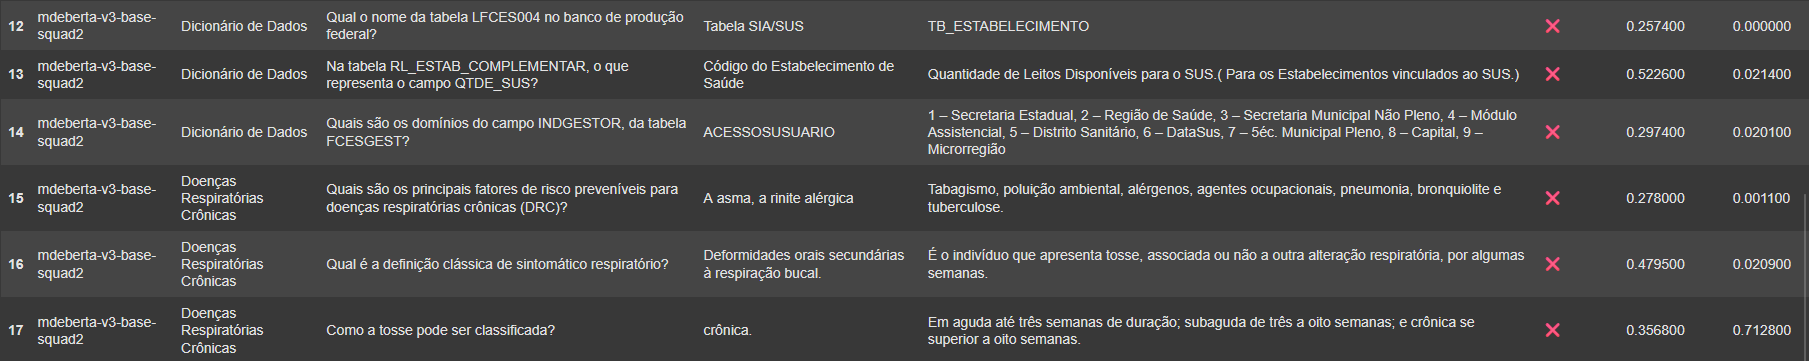 12 mdeberta-v3-base-squad2 Dicionário de Dados Qual o nome da tabela LFCES004 no banco de produção federal? Tabela SIA/SUS TB_ESTABELECIMENTO ❌ 0.257400 0.000000
13 mdeberta-v3-base-squad2 Dicionário de Dados Na tabela RL_ESTAB_COMPLEMENTAR, o que representa o campo QTDE_SUS? Código do Estabelecimento de Saúde Quantidade de Leitos Disponíveis para o SUS.( Para os Estabelecimentos vinculados ao SUS.) ❌ 0.522600 0.021400
14 mdeberta-v3-base-squad2 Dicionário de Dados Quais são os domínios do campo INDGESTOR, da tabela FCESGEST? ACESSOSUSUARIO 1 – Secretaria Estadual, 2 – Região de Saúde, 3 – Secretaria Municipal Não Pleno, 4 – Módulo Assistencial, 5 – Distrito Sanitário, 6 – DataSus, 7 – 5éc. Municipal Pleno, 8 – Capital, 9 – Microrregião ❌ 0.297400 0.020100
15 mdeberta-v3-base-squad2 Doenças Respiratórias Crônicas Quais são os principais fatores de risco preveníveis para doenças respiratórias crônicas (DRC)? A asma, a rinite alérgica Tabagismo, poluição ambiental, alérgenos, agentes ocupacionais, pneumonia, bronquiolite e tuberculose. ❌ 0.278000 0.001100
16 mdeberta-v3-base-squad2 Doenças Respiratórias Crônicas Qual é a definição clássica de sintomático respiratório? Deformidades orais secundárias à respiração bucal. É o indivíduo que apresenta tosse, associada ou não a outra alteração respiratória, por algumas semanas. ❌ 0.479500 0.020900
17 mdeberta-v3-base-squad2 Doenças Respiratórias Crônicas Como a tosse pode ser classificada? crônica. Em aguda até três semanas de duração; subaguda de três a oito semanas; e crônica se superior a oito semanas. ❌ 0.356800 0.712800